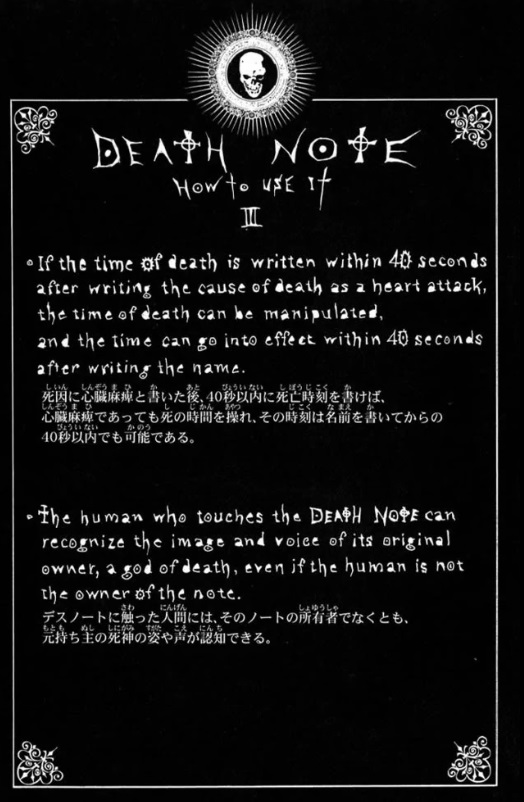 DEATH NOTE
HOW to USE IT
III
• If the time of death is written within 40 seconds
after writing the cause of death as a heart attack,
the time of death can be manipulated,
and the time can go into effect within 40 seconds
after writing the name.
死因に心臓麻痺と書いた後、40秒以内に死亡時刻を書けば、
心臓麻痺であっても死の時間を操れ、その時刻は名前を書いてからの
40秒以内でも可能である。
• The human who touches the DEATH NOTE can
recognize the image and voice of its original
owner, a god of death, even if the human is not
the owner of the note.
デスノートに触った人間には、そのノートの所有者でなくとも、
元持ち主の死神の姿や声が認知できる。